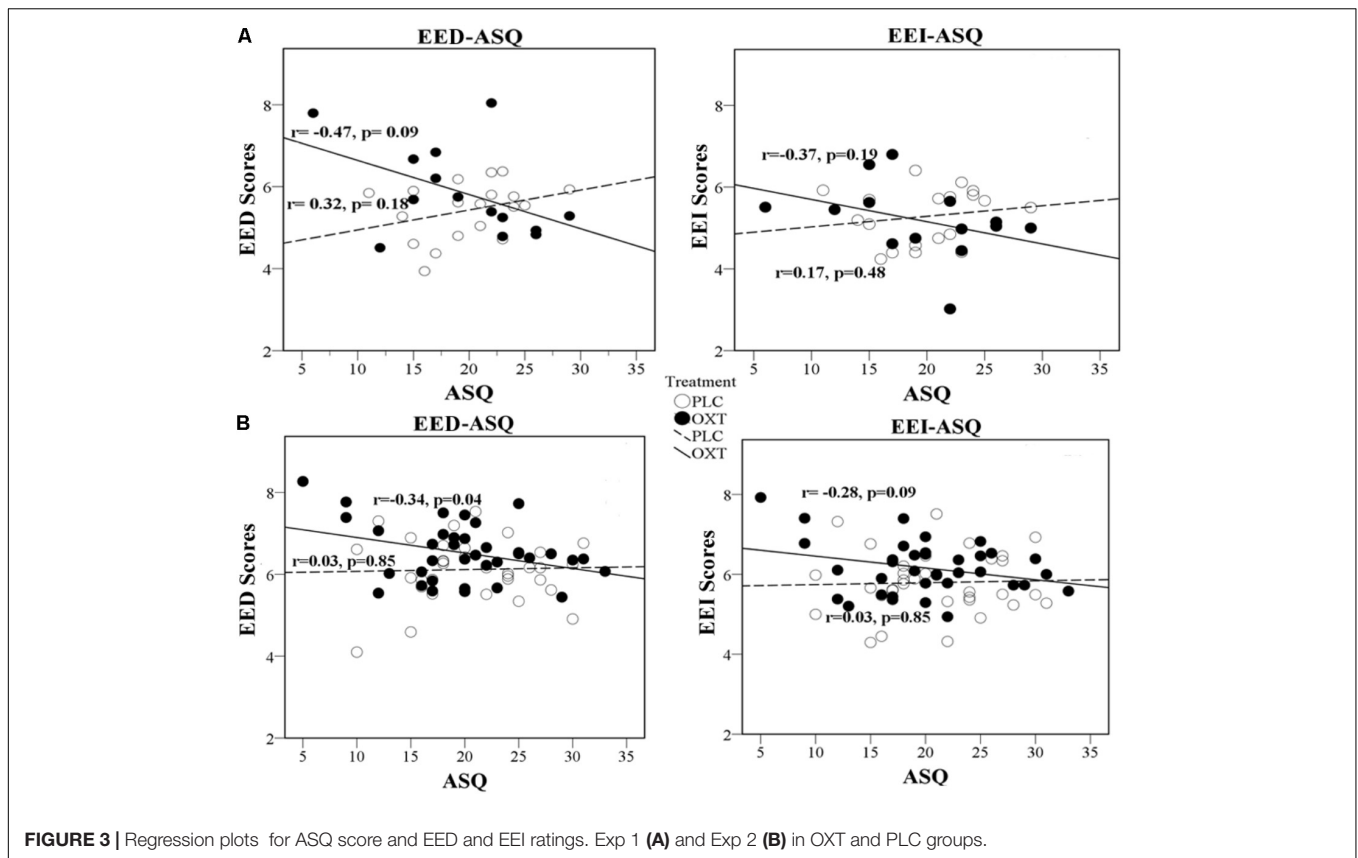 A
EED-ASQ
EED Scores
8
6
4
2
r= -0.47, p= 0.09
r= 0.32, p= 0.18
5 10 15 20 25 30 35
ASQ
EEI-ASQ
EEI Scores
8
6
4
2
r=-0.37, p=0.19
r=0.17, p=0.48
5 10 15 20 25 30 35
ASQ
Treatment
PLC
OXT
PLC
OXT
B
EED-ASQ
EED Scores
8
6
4
2
r=-0.34, p=0.04
r=0.03, p=0.85
5 10 15 20 25 30 35
ASQ
EEI-ASQ
EEI Scores
8
6
4
2
r= -0.28, p=0.09
r=0.03, p=0.85
5 10 15 20 25 30 35
ASQ
FIGURE 3 | Regression plots for ASQ score and EED and EEI ratings. Exp 1 (A) and Exp 2 (B) in OXT and PLC groups.